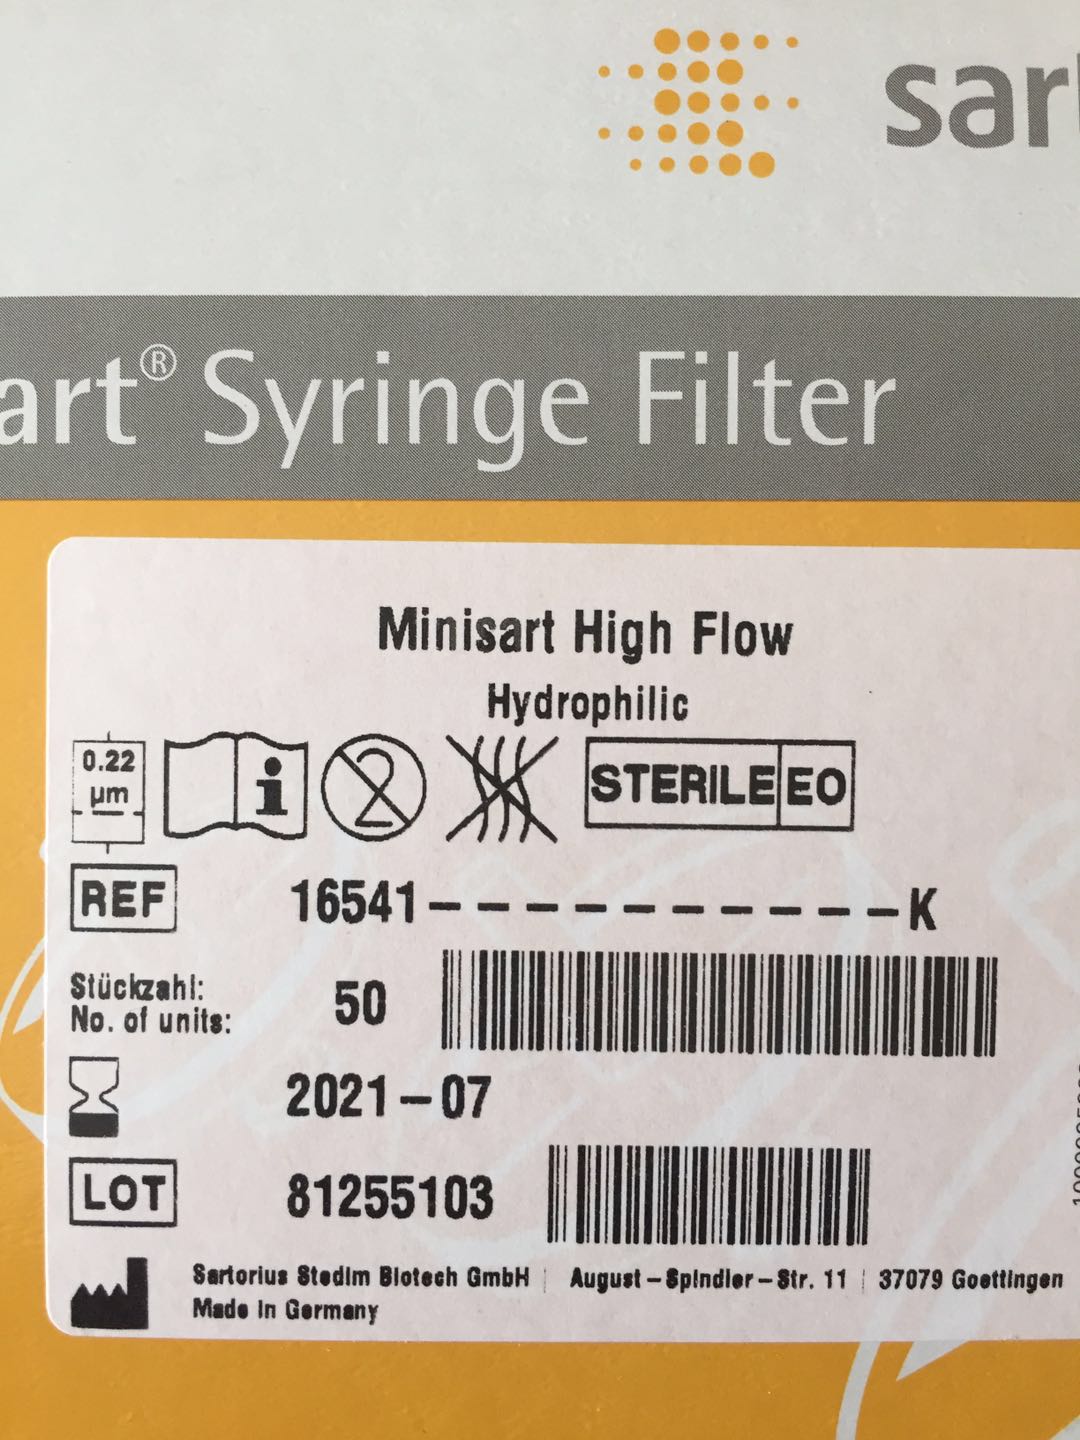 sar
art® Syringe Filter
Minisart High Flow
Hydrophilic
0.22
µm
i
2
STERILE EO
REF 16541-----------K
Stückzahl:
No. of units: 50
2021-07
LOT 81255103
Sartorius Stedim Biotech GmbH | August-Spindler-Str. 11 | 37079 Goettingen
Made in Germany